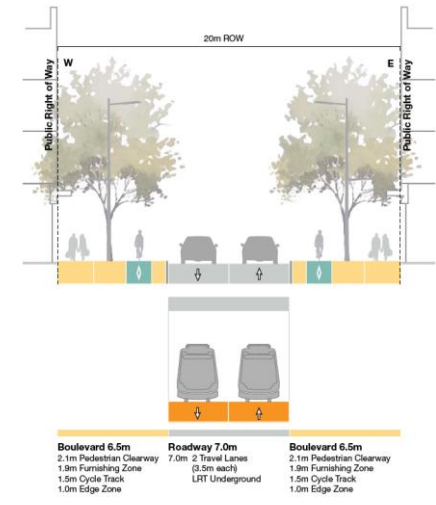 20m ROW
W
E
Public Right of Way
Public Right of Way
Boulevard 6.5m
2.1m Pedestrian Clearway
1.9m Furnishing Zone
1.5m Cycle Track
1.0m Edge Zone
Roadway 7.0m
7.0m 2 Travel Lanes
(3.5m each)
LRT Underground
Boulevard 6.5m
2.1m Pedestrian Clearway
1.9m Furnishing Zone
1.5m Cycle Track
1.0m Edge Zone